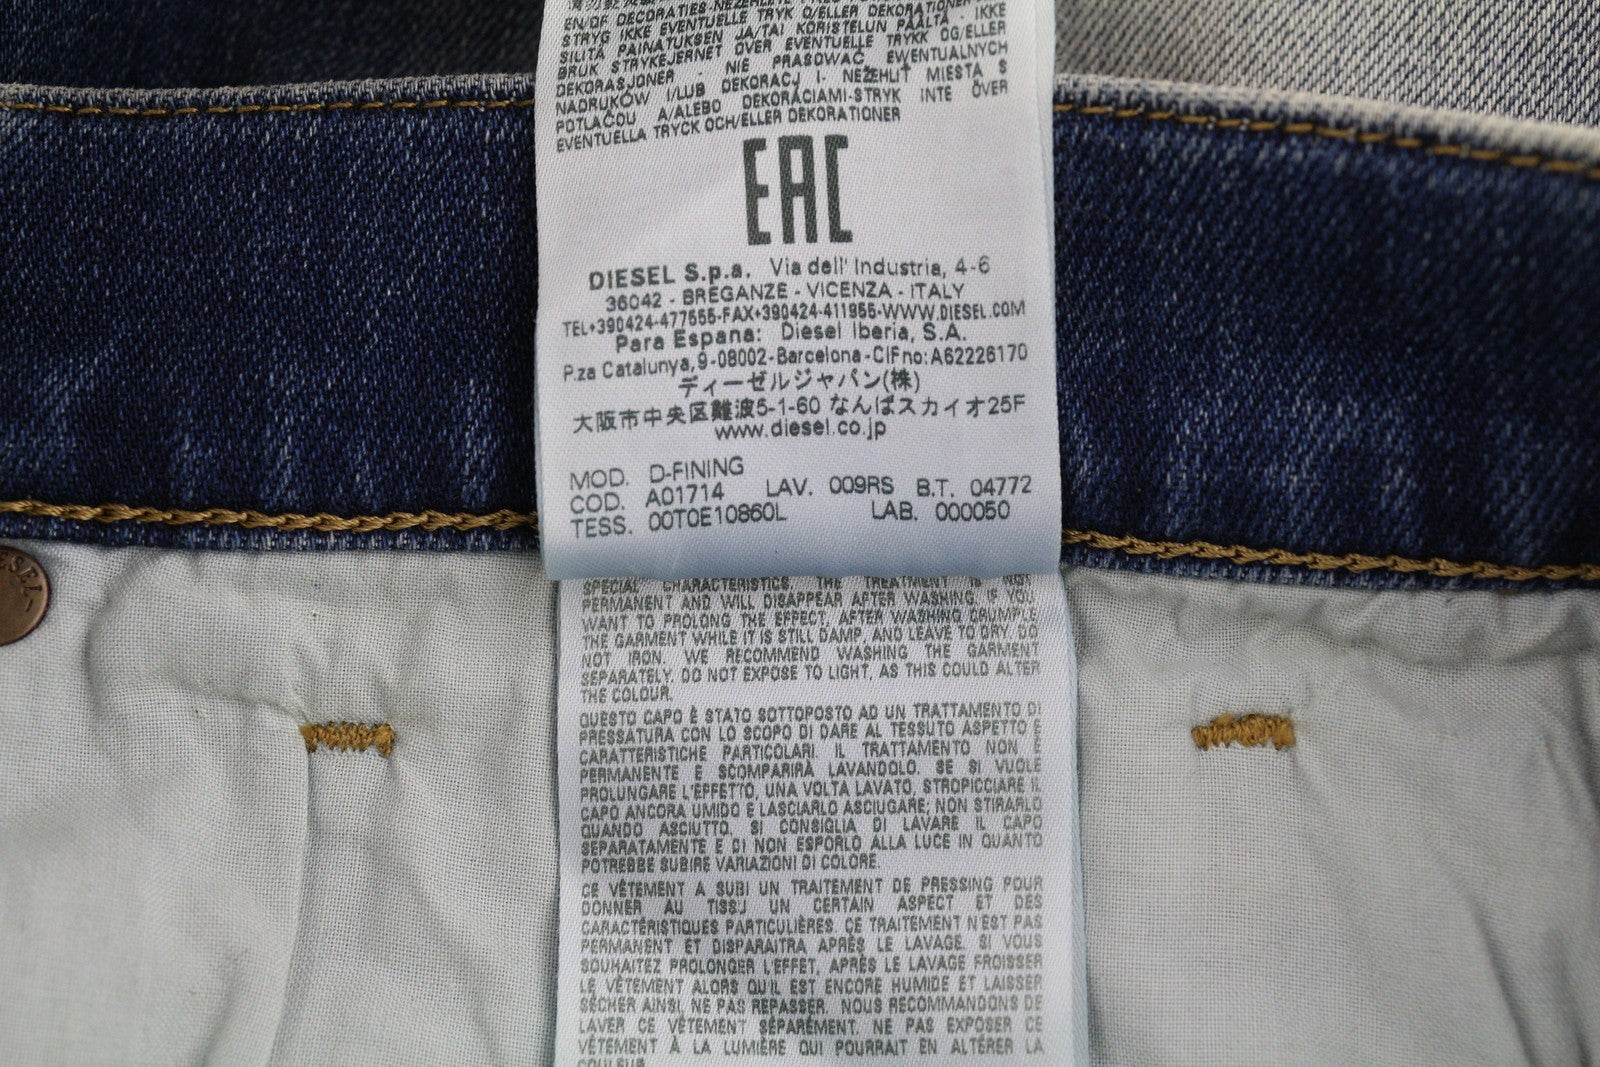 EN/OF DECORATIES-NEZEHLETE
STRYG IKKE EVENTUELLE TRYK O/ELLER DEKORATIONER · IKKE
SILITÄ PAINATUKSEN JA/TAI KORISTELUN PÄÄLTÄ ·
BRUK STRYKEJERNET OVER EVENTUELLE TRYKK OG/ELLER
DEKORASJONER · NIE PRASOWAĆ EWENTUALNYCH
NADRUKÓW I/LUB DEKORACJ I· NEŽEHLIT MIESTA S
POTLAČOU A/ALEBO DEKORÁCIAMI-STRYK INTE ÖVER
EVENTUELLA TRYCK OCH/ELLER DEKORATIONER
EAC
DIESEL S.p.a. Via dell' Industria, 4-6
36042 - BREGANZE - VICENZA - ITALY
TEL+390424-477555-FAX+390424-411955-WWW.DIESEL.COM
Para Espana: Diesel Iberia, S.A.
P.za Catalunya,9-08002-Barcelona-CIFno:A62226170
ディーゼルジャパン(株)
大阪市中央区難波5-1-60 なんばスカイオ25F
www.diesel.co.jp
MOD. D-FINING
COD. A01714 LAV. 009RS B.T. 04772
TESS. 00T0E10860L LAB. 000050
SPECIAL CHARACTERISTICS. THE TREATMENT IS NOT
PERMANENT AND WILL DISAPPEAR AFTER WASHING. IF YOU
WANT TO PROLONG THE EFFECT, AFTER WASHING CRUMPLE
THE GARMENT WHILE IT IS STILL DAMP, AND LEAVE TO DRY. DO
NOT IRON. WE RECOMMEND WASHING THE GARMENT
SEPARATELY. DO NOT EXPOSE TO LIGHT, AS THIS COULD ALTER
THE COLOUR.
QUESTO CAPO È STATO SOTTOPOSTO AD UN TRATTAMENTO DI
PRESSATURA CON LO SCOPO DI DARE AL TESSUTO ASPETTO E
CARATTERISTICHE PARTICOLARI. IL TRATTAMENTO NON È
PERMANENTE E SCOMPARIRÀ LAVANDOLO. SE SI VUOLE
PROLUNGARE L'EFFETTO, UNA VOLTA LAVATO, STROPICCIARE IL
CAPO ANCORA UMIDO E LASCIARLO ASCIUGARE; NON STIRARLO
QUANDO ASCIUTTO. SI CONSIGLIA DI LAVARE IL CAPO
SEPARATAMENTE E DI NON ESPORLO ALLA LUCE IN QUANTO
POTREBBE SUBIRE VARIAZIONI DI COLORE.
CE VÊTEMENT A SUBI UN TRAITEMENT DE PRESSING POUR
DONNER AU TISSU UN CERTAIN ASPECT ET DES
CARACTÉRISTIQUES PARTICULIÈRES. CE TRAITEMENT N'EST PAS
PERMANENT ET DISPARAITRA APRÈS LE LAVAGE. SI VOUS
SOUHAITEZ PROLONGER L'EFFET, APRÈS LE LAVAGE FROISSER
LE VÊTEMENT ALORS QU'IL EST ENCORE HUMIDE ET LAISSER
SÉCHER AINSI, NE PAS REPASSER. NOUS RECOMMANDONS DE
LAVER CE VÊTEMENT SÉPARÉMENT. NE PAS EXPOSER CE
VÊTEMENT À LA LUMIÈRE QUI POURRAIT EN ALTÉRER LA
COULEUR.